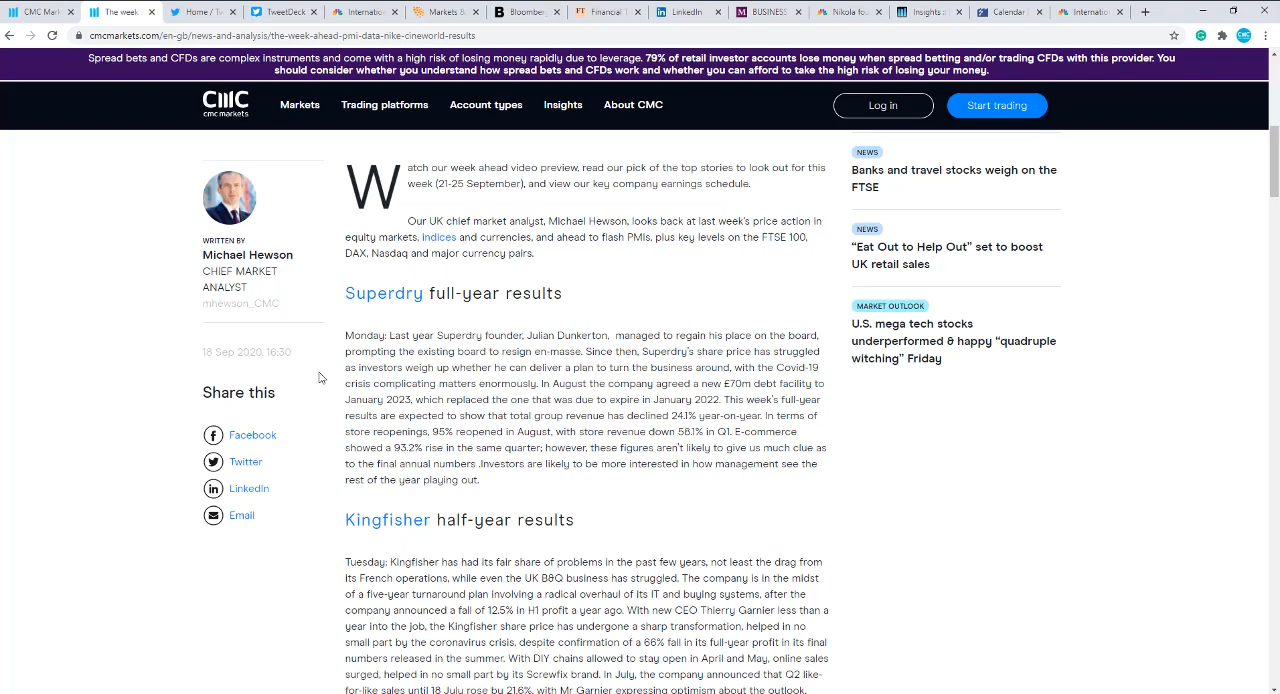 CMC Mark
The week
Home / Tw
TweetDeck
Internation
Markets &
Bloomber
Financial T
LinkedIn
BUSINESS
Nikola fou
Insights ::
Calendar |
Internation
cmcmarkets.com/en-gb/news-and-analysis/the-week-ahead-pmi-data-nike-cineworld-results
Spread bets and CFDs are complex instruments and come with a high risk of losing money rapidly due to leverage. 79% of retail investor accounts lose money when spread betting and/or trading CFDs with this provider. You
should consider whether you understand how spread bets and CFDs work and whether you can afford to take the high risk of losing your money.
cmc
cmc markets
Markets
Trading platforms
Account types
Insights
About CMC
Log in
Start trading
WRITTEN BY
Michael Hewson
CHIEF MARKET
ANALYST
mhewson_CMC
18 Sep 2020, 16:30
Share this
Facebook
Twitter
LinkedIn
Email
Watch our week ahead video preview, read our pick of the top stories to look out for this
week (21-25 September), and view our key company earnings schedule.
Our UK chief market analyst, Michael Hewson, looks back at last week's price action in
equity markets, indices and currencies, and ahead to flash PMIs, plus key levels on the FTSE 100,
DAX, Nasdaq and major currency pairs.
Superdry full-year results
Monday: Last year Superdry founder, Julian Dunkerton, managed to regain his place on the board,
prompting the existing board to resign en-masse. Since then, Superdry's share price has struggled
as investors weigh up whether he can deliver a plan to turn the business around, with the Covid-19
crisis complicating matters enormously. In August the company agreed a new £70m debt facility to
January 2023, which replaced the one that was due to expire in January 2022. This week's full-year
results are expected to show that total group revenue has declined 24.1% year-on-year. In terms of
store reopenings, 95% reopened in August, with store revenue down 58.1% in Q1. E-commerce
showed a 93.2% rise in the same quarter; however, these figures aren't likely to give us much clue as
to the final annual numbers .Investors are likely to be more interested in how management see the
rest of the year playing out.
Kingfisher half-year results
Tuesday: Kingfisher has had its fair share of problems in the past few years, not least the drag from
its French operations, while even the UK B&Q business has struggled. The company is in the midst
of a five-year turnaround plan involving a radical overhaul of its IT and buying systems, after the
company announced a fall of 12.5% in H1 profit a year ago. With new CEO Thierry Garnier less than a
year into the job, the Kingfisher share price has undergone a sharp transformation, helped in no
small part by the coronavirus crisis, despite confirmation of a 66% fall in its full-year profit in its final
numbers released in the summer. With DIY chains allowed to stay open in April and May, online sales
surged, helped in no small part by its Screwfix brand. In July, the company announced that Q2 like-
for-like sales until 18 July rose by 21.6%, with Mr Garnier expressing optimism about the outlook.
NEWS
Banks and travel stocks weigh on the
FTSE
NEWS
“Eat Out to Help Out” set to boost
UK retail sales
MARKET OUTLOOK
U.S. mega tech stocks
underperformed & happy “quadruple
witching” Friday